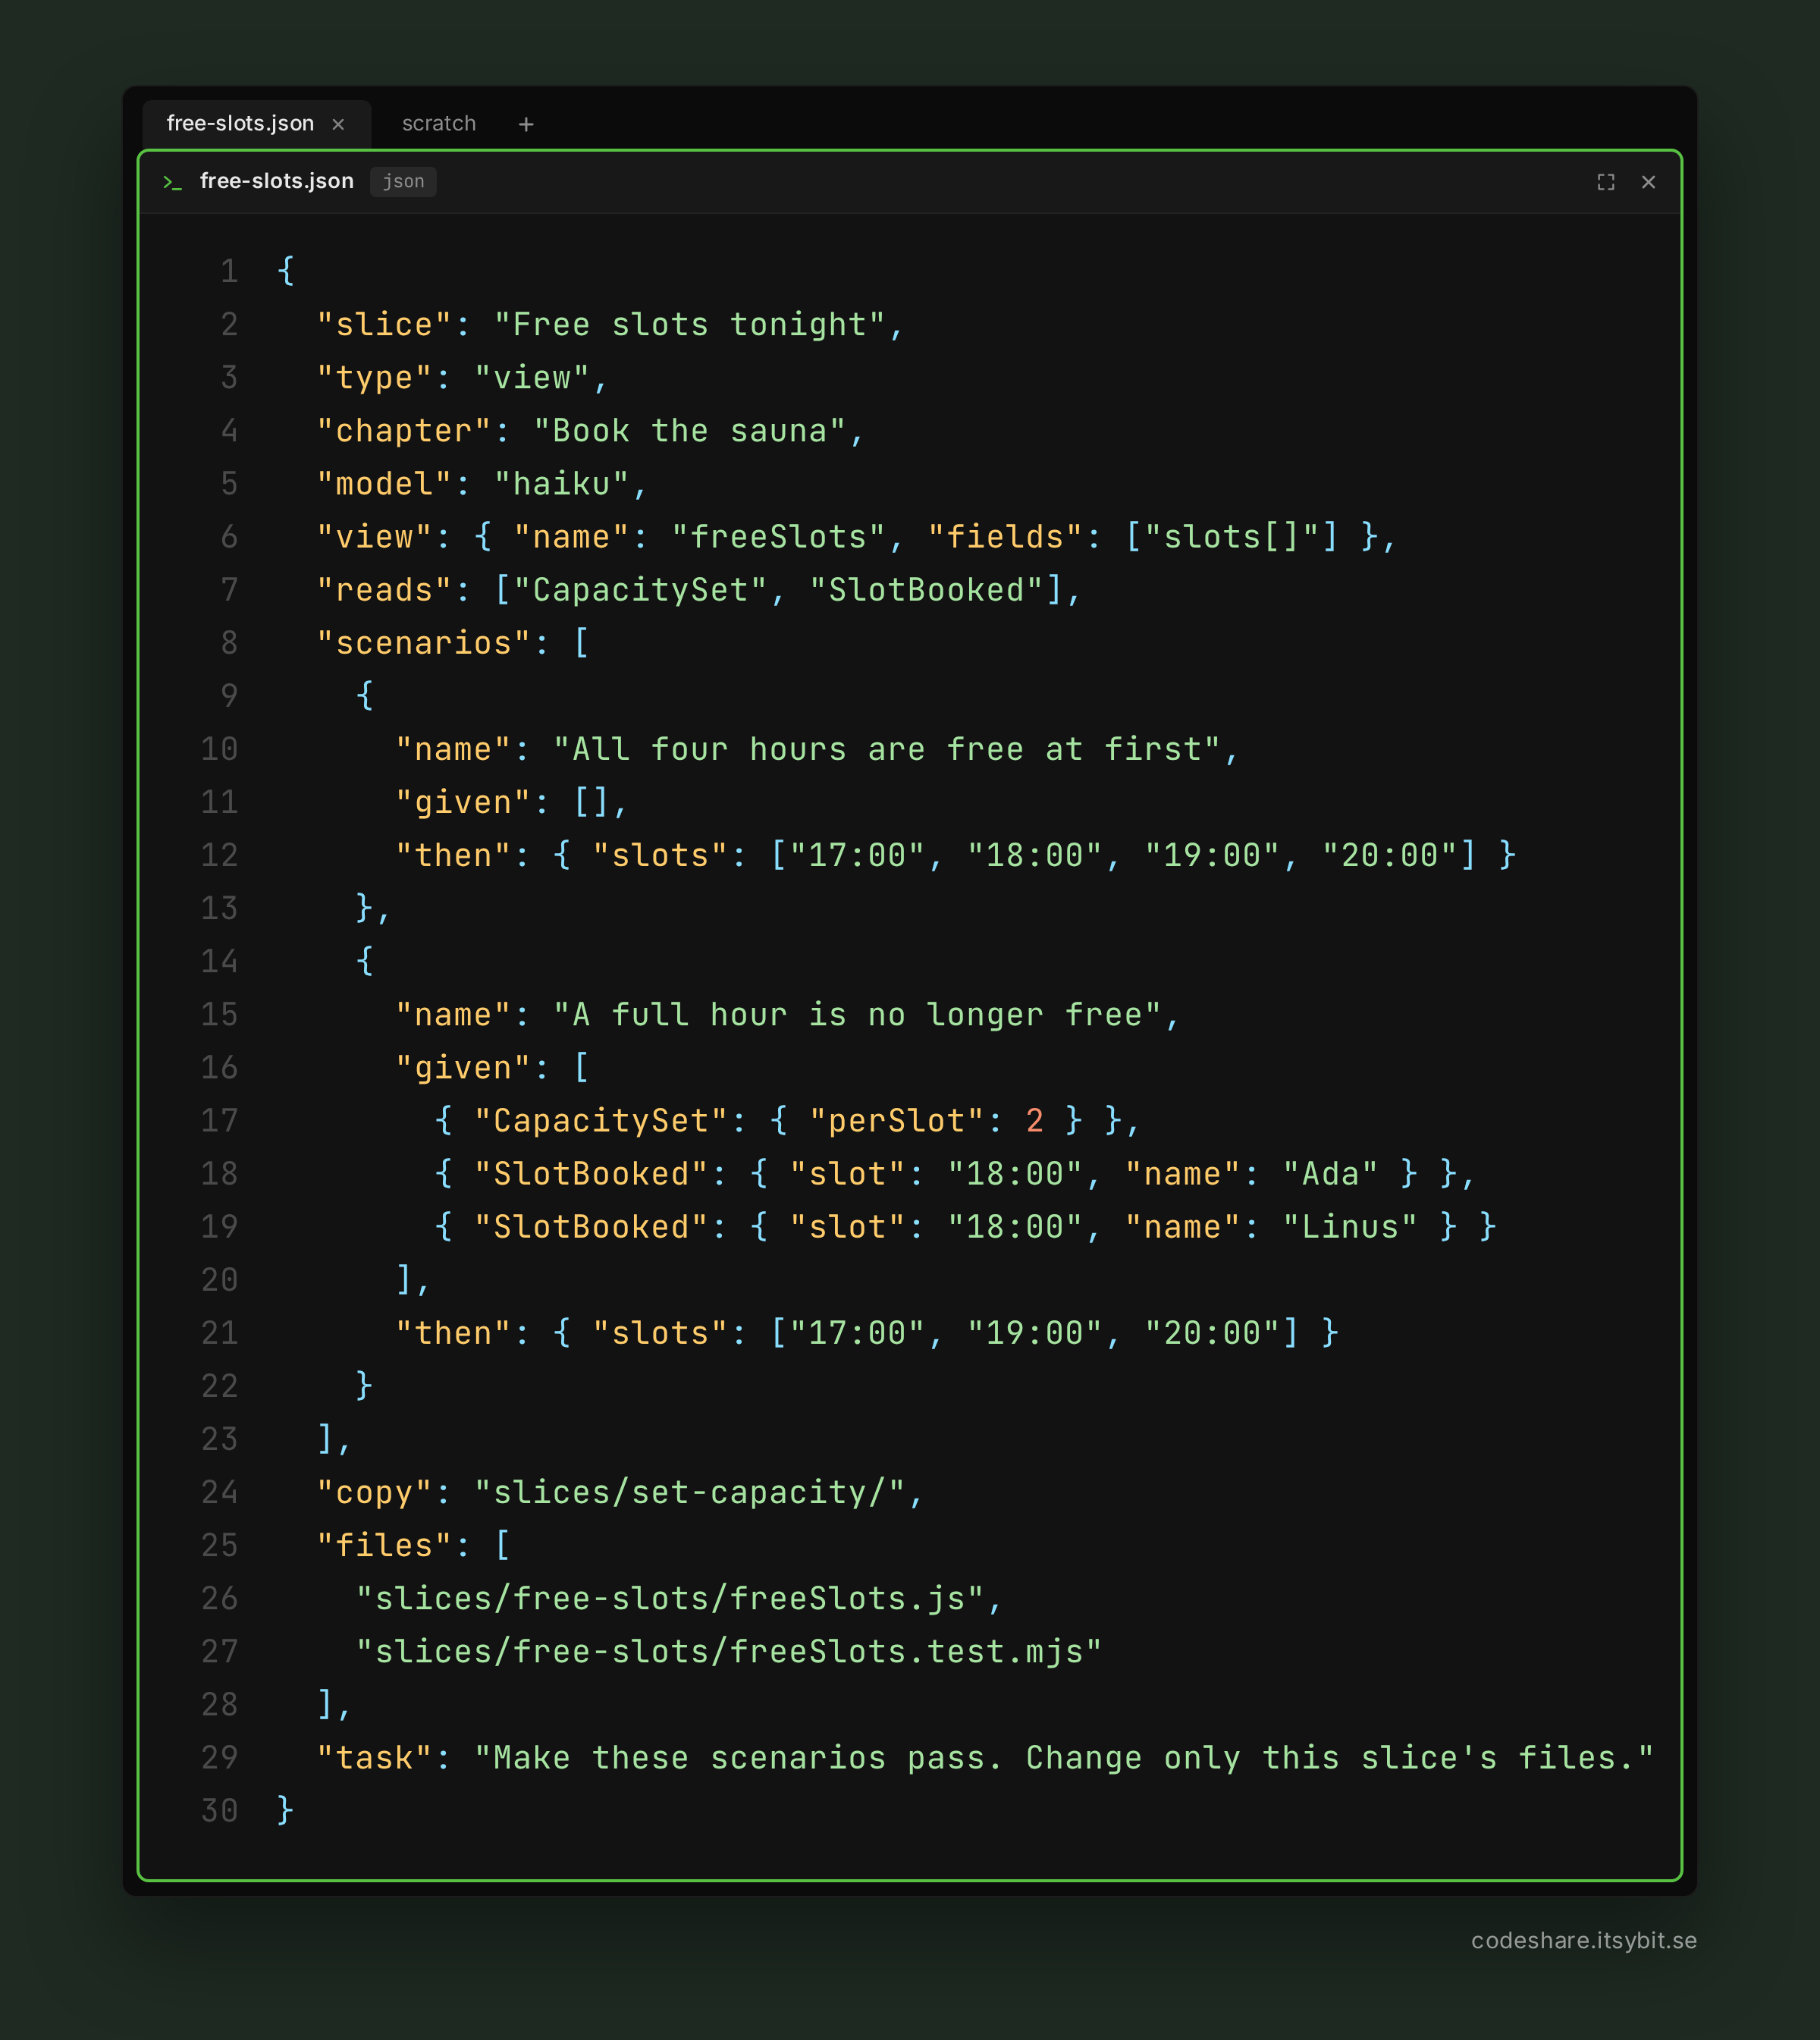 free-slots.json × scratch +
>_ free-slots.json json ×
1 {
2   "slice": "Free slots tonight",
3   "type": "view",
4   "chapter": "Book the sauna",
5   "model": "haiku",
6   "view": { "name": "freeSlots", "fields": ["slots[]"] },
7   "reads": ["CapacitySet", "SlotBooked"],
8   "scenarios": [
9     {
10       "name": "All four hours are free at first",
11       "given": [],
12       "then": { "slots": ["17:00", "18:00", "19:00", "20:00"] }
13     },
14     {
15       "name": "A full hour is no longer free",
16       "given": [
17         { "CapacitySet": { "perSlot": 2 } },
18         { "SlotBooked": { "slot": "18:00", "name": "Ada" } },
19         { "SlotBooked": { "slot": "18:00", "name": "Linus" } }
20       ],
21       "then": { "slots": ["17:00", "19:00", "20:00"] }
22     }
23   ],
24   "copy": "slices/set-capacity/",
25   "files": [
26     "slices/free-slots/freeSlots.js",
27     "slices/free-slots/freeSlots.test.mjs"
28   ],
29   "task": "Make these scenarios pass. Change only this slice's files."
30 }
codeshare.itsybit.se